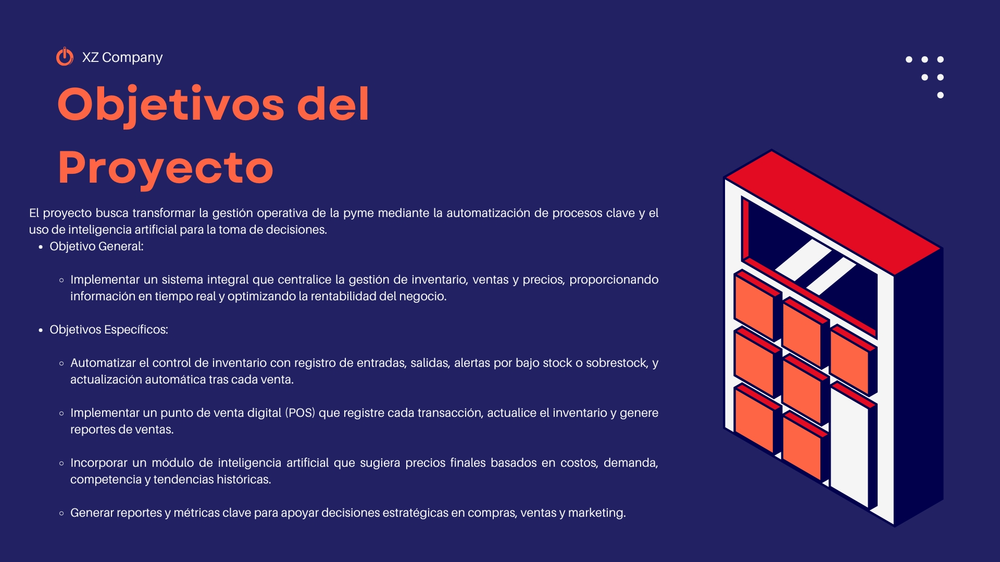 XZ Company
Objetivos del
Proyecto
El proyecto busca transformar la gestión operativa de la pyme mediante la automatización de procesos clave y el
uso de inteligencia artificial para la toma de decisiones.
• Objetivo General:
◦ Implementar un sistema integral que centralice la gestión de inventario, ventas y precios, proporcionando
información en tiempo real y optimizando la rentabilidad del negocio.
• Objetivos Específicos:
◦ Automatizar el control de inventario con registro de entradas, salidas, alertas por bajo stock o sobrestock, y
actualización automática tras cada venta.
◦ Implementar un punto de venta digital (POS) que registre cada transacción, actualice el inventario y genere
reportes de ventas.
◦ Incorporar un módulo de inteligencia artificial que sugiera precios finales basados en costos, demanda,
competencia y tendencias históricas.
◦ Generar reportes y métricas clave para apoyar decisiones estratégicas en compras, ventas y marketing.